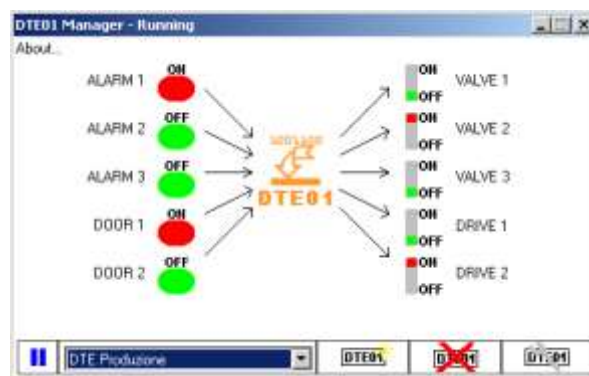 DTE01 Manager - Running
About...
ALARM 1 ON
ON OFF VALVE 1
ALARM 2 OFF
ON OFF VALVE 2
ALARM 3 OFF
ON OFF VALVE 3
DOOR 1 ON
ON OFF DRIVE 1
DOOR 2 OFF
ON OFF DRIVE 2
DTE01
DTE Produzione
DTE01
DTE01
DTE01